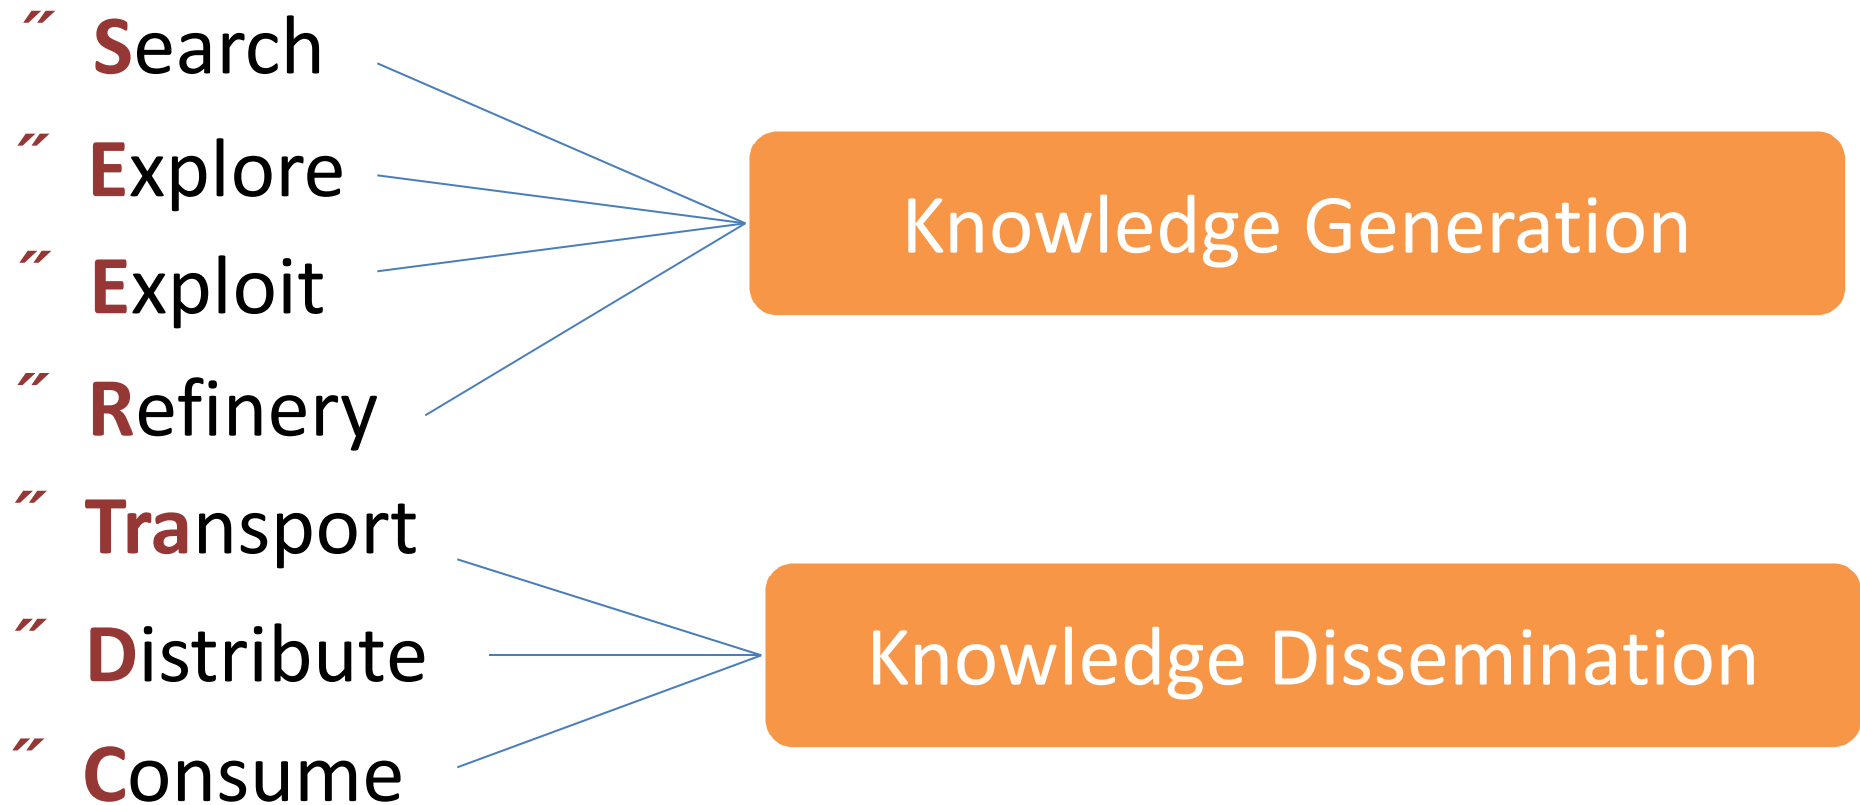 ˝ Search
˝ Explore
˝ Exploit
˝ Refinery
˝ Transport
˝ Distribute
˝ Consume
Knowledge Generation
Knowledge Dissemination